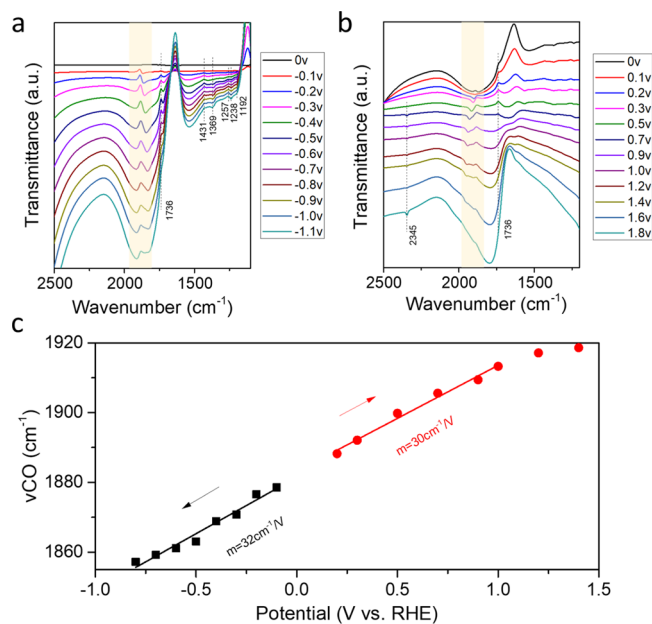 a
Transmittance (a.u.)
1736
1431
1369
1257
1238
1192
2500 2000 1500
Wavenumber (cm-1)
0v
-0.1v
-0.2v
-0.3v
-0.4v
-0.5v
-0.6v
-0.7v
-0.8v
-0.9v
-1.0v
-1.1v
b
Transmittance (a.u.)
2345
1736
2500 2000 1500
Wavenumber (cm-1)
0v
0.1v
0.2v
0.3v
0.5v
0.7v
0.9v
1.0v
1.2v
1.4v
1.6v
1.8v
c
νCO (cm-1)
1920
1900
1880
1860
m=32cm-1/V
m=30cm-1/V
-1.0 -0.5 0.0 0.5 1.0 1.5
Potential (V vs. RHE)